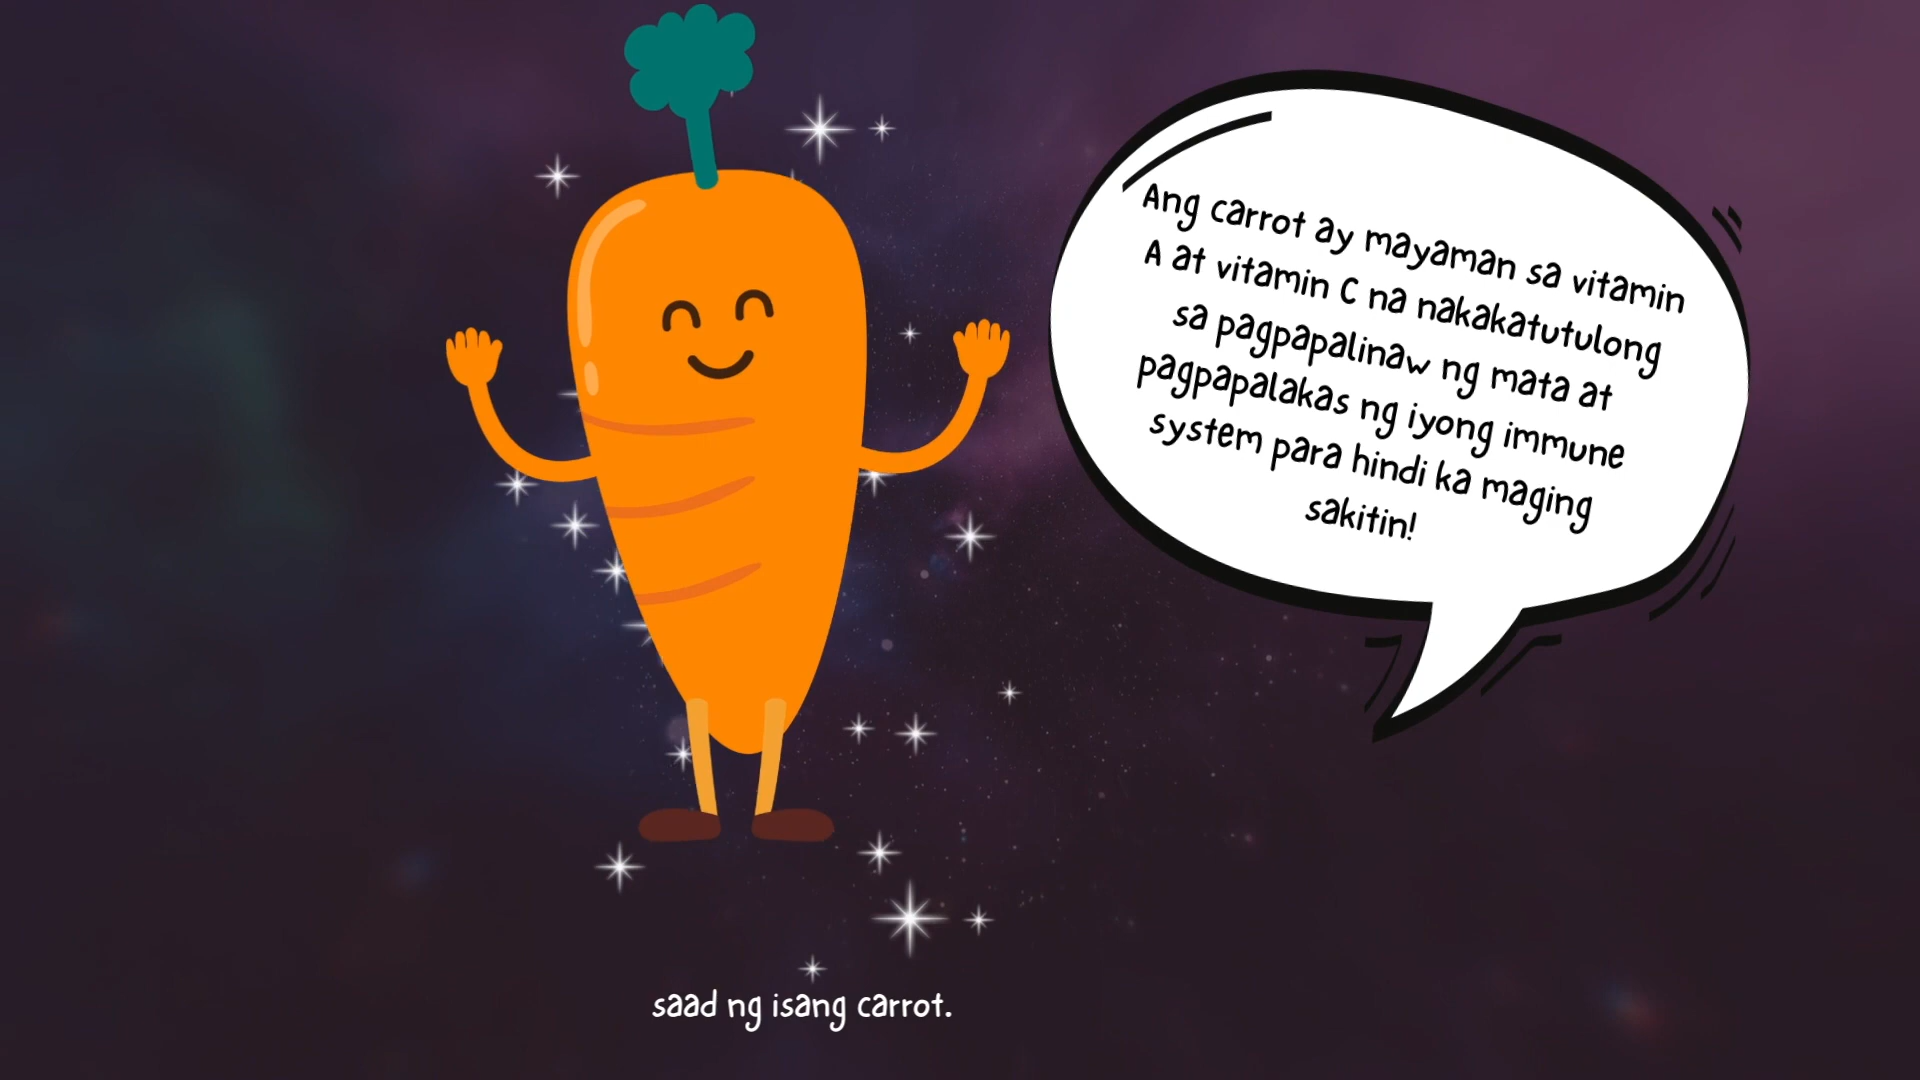 Ang carrot ay mayaman sa vitamin
A at vitamin C na nakakatutulong
sa pagpapalinaw ng mata at
pagpapalakas ng iyong immune
system para hindi ka maging
sakitin!
saad ng isang carrot.